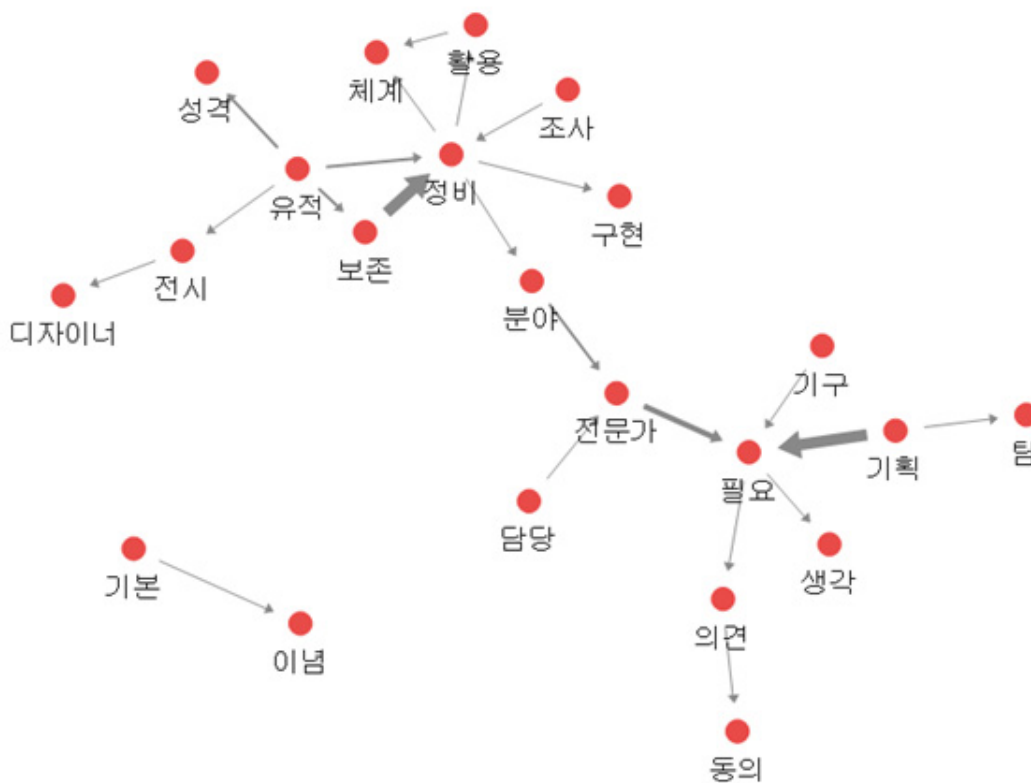 활용
체계
성격
조사
정비
유적
구현
보존
전시
분야
디자이너
기구
전문가
기획
필요
담당
생각
기본
의견
이념
동의